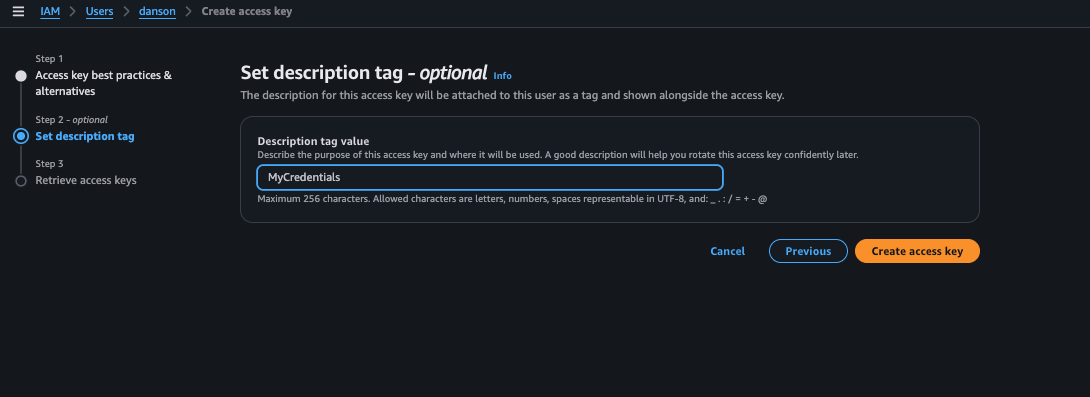 IAM > Users > danson > Create access key
Step 1
Access key best practices &
alternatives
Step 2 - optional
Set description tag
Step 3
Retrieve access keys
Set description tag - optional Info
The description for this access key will be attached to this user as a tag and shown alongside the access key.
Description tag value
Describe the purpose of this access key and where it will be used. A good description will help you rotate this access key confidently later.
MyCredentials
Maximum 256 characters. Allowed characters are letters, numbers, spaces representable in UTF-8, and: _ . : / = + - @
Cancel Previous Create access key